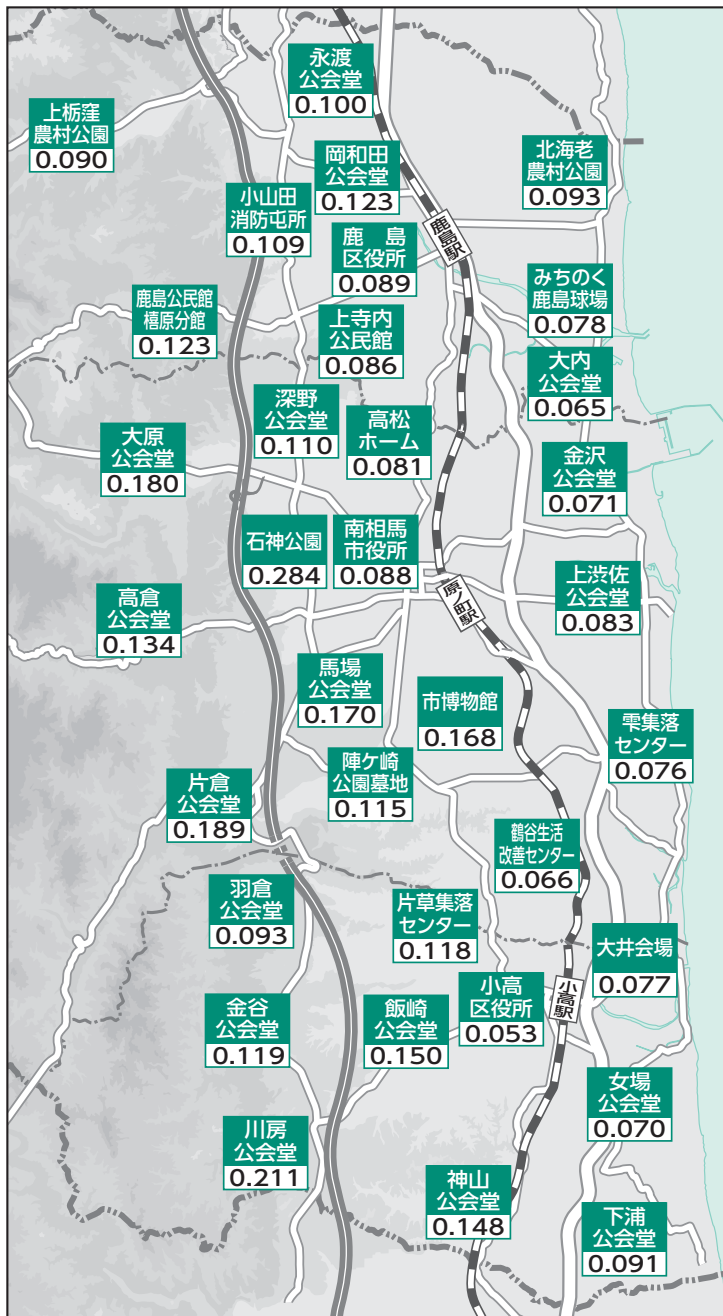 永渡
公会堂
0.100
上栃窪
農村公園
0.090
岡和田
公会堂
0.123
北海老
農村公園
0.093
小山田
消防屯所
0.109
鹿島駅
鹿　島
区役所
0.089
みちのく
鹿島球場
0.078
鹿島公民館
橲原分館
0.123
上寺内
公民館
0.086
大内
公会堂
0.065
深野
公会堂
0.110
高松
ホーム
0.081
大原
公会堂
0.180
金沢
公会堂
0.071
石神公園
0.284
南相馬
市役所
0.088
原ノ町駅
上渋佐
公会堂
0.083
高倉
公会堂
0.134
馬場
公会堂
0.170
市博物館
0.168
雫集落
センター
0.076
陣ケ崎
公園墓地
0.115
片倉
公会堂
0.189
鶴谷生活
改善センター
0.066
羽倉
公会堂
0.093
片草集落
センター
0.118
大井会場
0.077
小高
区役所
0.053
小高駅
金谷
公会堂
0.119
飯崎
公会堂
0.150
女場
公会堂
0.070
川房
公会堂
0.211
神山
公会堂
0.148
下浦
公会堂
0.091